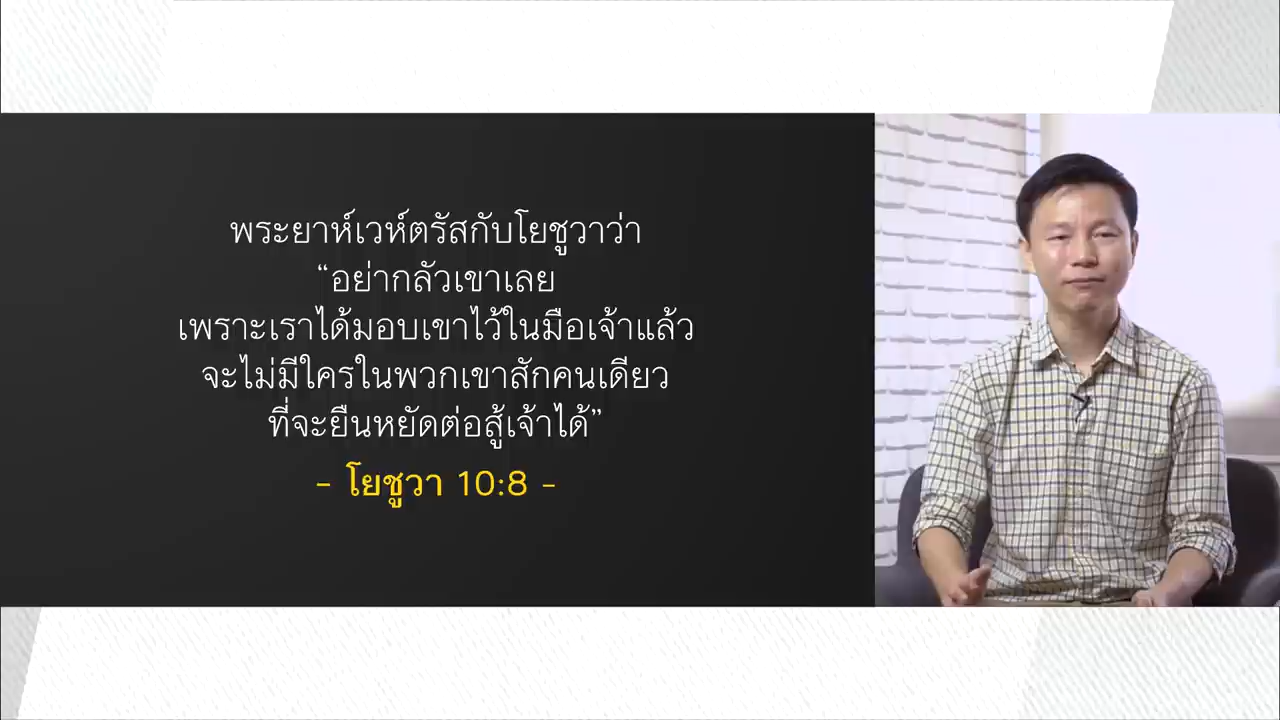 พระยาห์เวห์ตรัสกับโยชูวาว่า
“อย่ากลัวเขาเลย
เพราะเราได้มอบเขาไว้ในมือเจ้าแล้ว
จะไม่มีใครในพวกเขาสักคนเดียว
ที่จะยืนหยัดต่อสู้เจ้าได้”
- โยชูวา 10:8 -